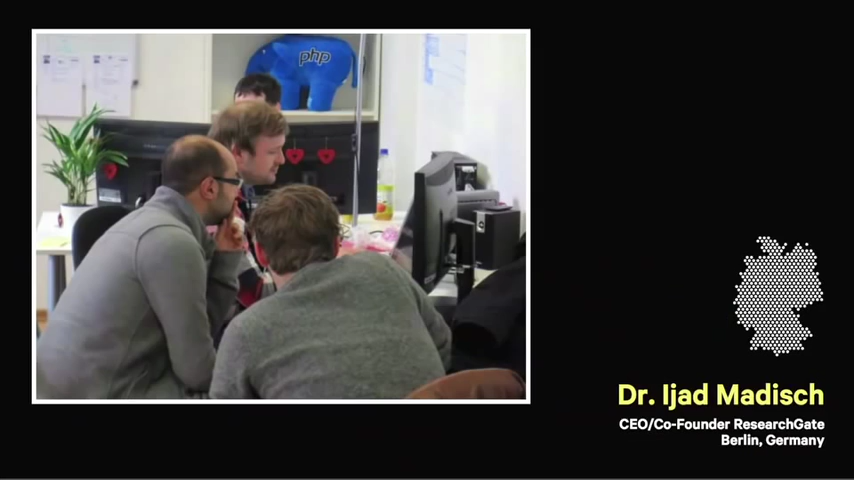 php
Dr. Ijad Madisch
CEO/Co-Founder ResearchGate
Berlin, Germany